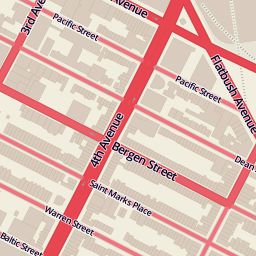 3rd Ave
Pacific Street
Avenue
Pacific Street
Flatbush Avenue
4th Avenue
Bergen Street
Dean
Saint Marks Place
Warren Street
Baltic Street